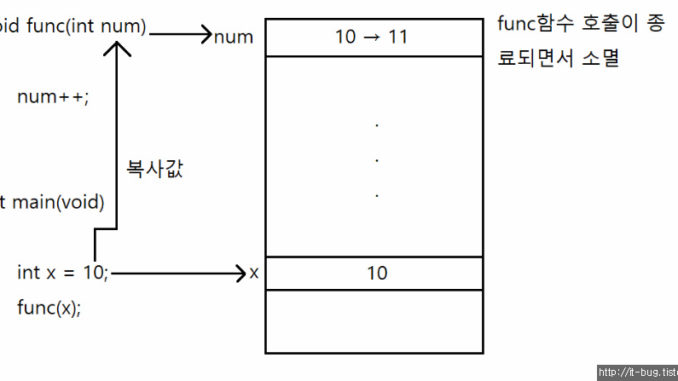 oid func(int num)
num
10 → 11
func함수 호출이 종
료되면서 소멸
num++;
복사값
t main(void)
int x = 10;
x
10
func(x);
http://it-bug.tist